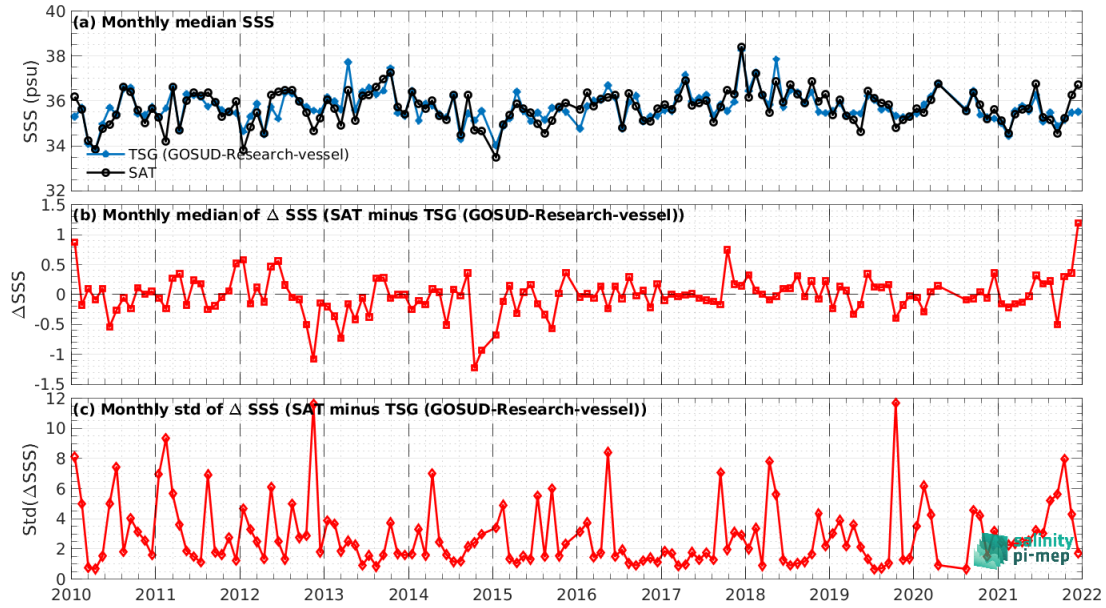 (a) Monthly median SSS
40
38
36
34
32
SSS (psu)
TSG (GOSUD-Research-vessel)
SAT
(b) Monthly median of Δ SSS (SAT minus TSG (GOSUD-Research-vessel))
1.5
1
0.5
0
-0.5
-1
-1.5
ΔSSS
(c) Monthly std of Δ SSS (SAT minus TSG (GOSUD-Research-vessel))
12
10
8
6
4
2
0
Std(ΔSSS)
salinity
pi-mep
2010 2011 2012 2013 2014 2015 2016 2017 2018 2019 2020 2021 2022